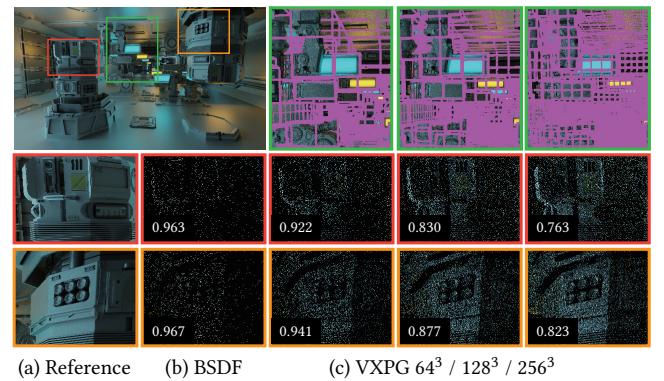 0.963 0.922 0.830 0.763
0.967 0.941 0.877 0.823
(a) Reference (b) BSDF (c) VXPG 64³ / 128³ / 256³